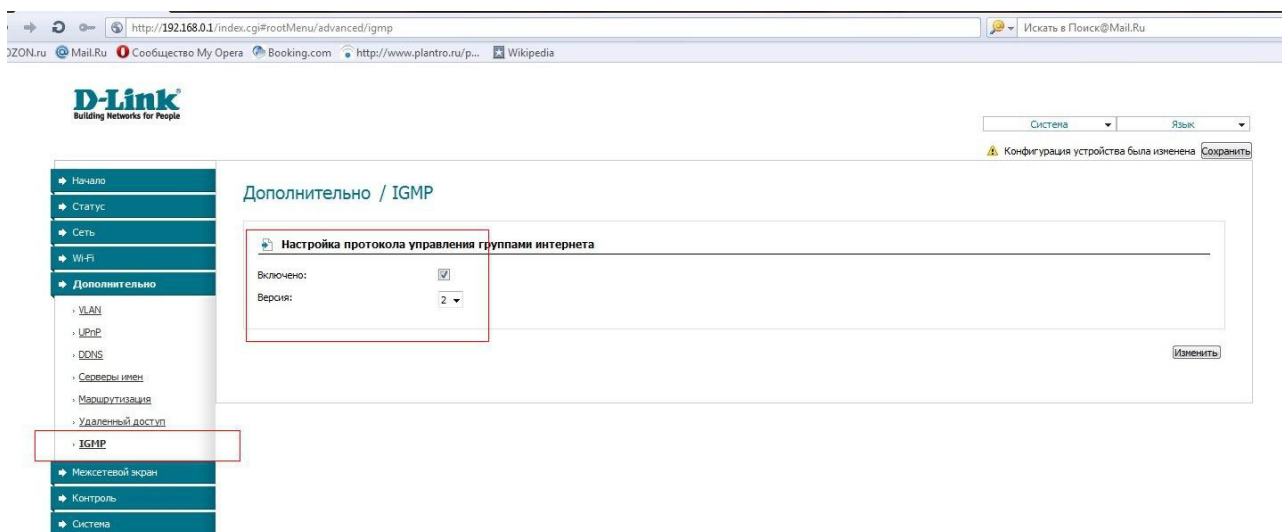 http://192.168.0.1/index.cgi#rootMenu/advanced/igmp
Искать в Поиск@Mail.Ru
OZON.ru Mail.Ru Сообщество My Opera Booking.com http://www.plantro.ru/p... Wikipedia
D-Link
Building Networks for People
Система Язык
Конфигурация устройства была изменена Сохранить
Начало
Статус
Сеть
Wi-Fi
Дополнительно
VLAN
UPnP
DDNS
Серверы имен
Маршрутизация
Удаленный доступ
IGMP
Межсетевой экран
Контроль
Система
Дополнительно / IGMP
Настройка протокола управления группами интернета
Включено:
Версия: 2
Изменить